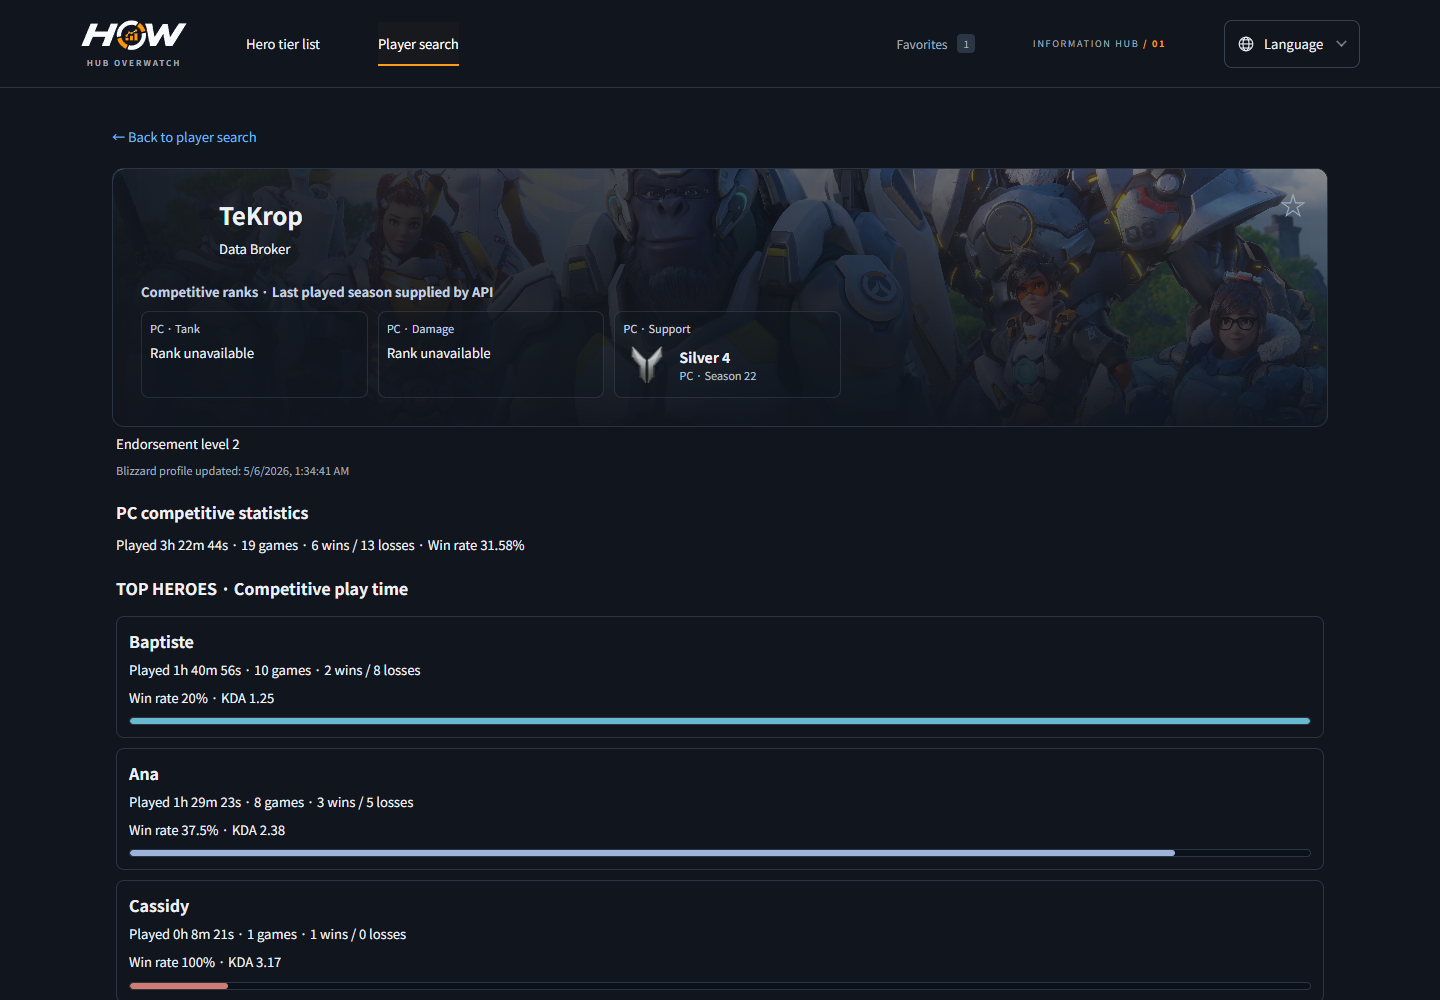 HOW
HUB OVERWATCH
Hero tier list
Player search
Favorites 1
INFORMATION HUB / 01
Language
← Back to player search
TeKrop
Data Broker
Competitive ranks · Last played season supplied by API
PC · Tank
Rank unavailable
PC · Damage
Rank unavailable
PC · Support
Silver 4
PC · Season 22
Endorsement level 2
Blizzard profile updated: 5/6/2026, 1:34:41 AM
PC competitive statistics
Played 3h 22m 44s · 19 games · 6 wins / 13 losses · Win rate 31.58%
TOP HEROES · Competitive play time
Baptiste
Played 1h 40m 56s · 10 games · 2 wins / 8 losses
Win rate 20% · KDA 1.25
Ana
Played 1h 29m 23s · 8 games · 3 wins / 5 losses
Win rate 37.5% · KDA 2.38
Cassidy
Played 0h 8m 21s · 1 games · 1 wins / 0 losses
Win rate 100% · KDA 3.17